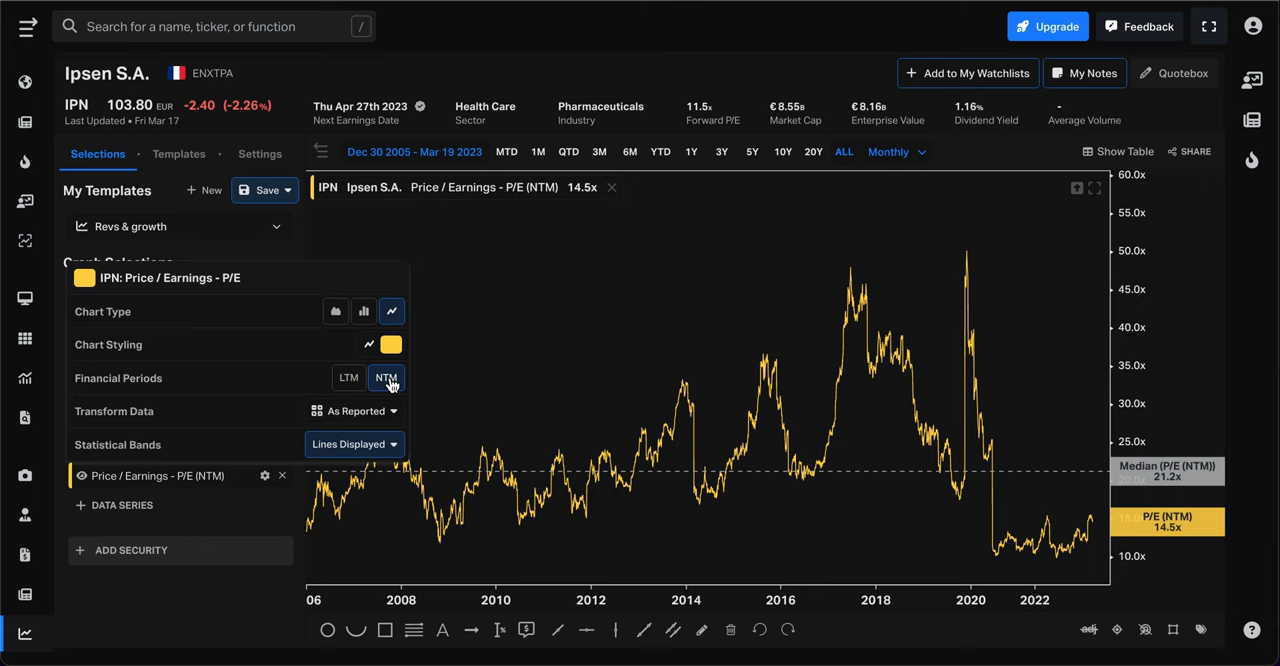 Search for a name, ticker, or function
/
Upgrade
Feedback
Ipsen S.A.
ENXTPA
+ Add to My Watchlists
My Notes
Quotebox
IPN 103.80 EUR -2.40 (-2.26%)
Last Updated • Fri Mar 17
Thu Apr 27th 2023
Next Earnings Date
Health Care
Sector
Pharmaceuticals
Industry
11.5x
Forward P/E
€8.55B
Market Cap
€8.16B
Enterprise Value
1.16%
Dividend Yield
-
Average Volume
Selections • Templates • Settings
Dec 30 2005 - Mar 19 2023 MTD 1M QTD 3M 6M YTD 1Y 3Y 5Y 10Y 20Y ALL Monthly
Show Table
SHARE
My Templates
+ New
Save
Revs & growth
Graph Selections
IPN Ipsen S.A. Price / Earnings - P/E (NTM) 14.5x
IPN: Price / Earnings - P/E
Chart Type
Chart Styling
Financial Periods LTM NTM
Transform Data As Reported
Statistical Bands Lines Displayed
Price / Earnings - P/E (NTM)
+ DATA SERIES
+ ADD SECURITY
60.0x
55.0x
50.0x
45.0x
40.0x
35.0x
30.0x
25.0x
Median (P/E (NTM))
20.0x
21.2x
P/E (NTM)
15.0x
14.5x
10.0x
06 2008 2010 2012 2014 2016 2018 2020 2022
A
adj
?